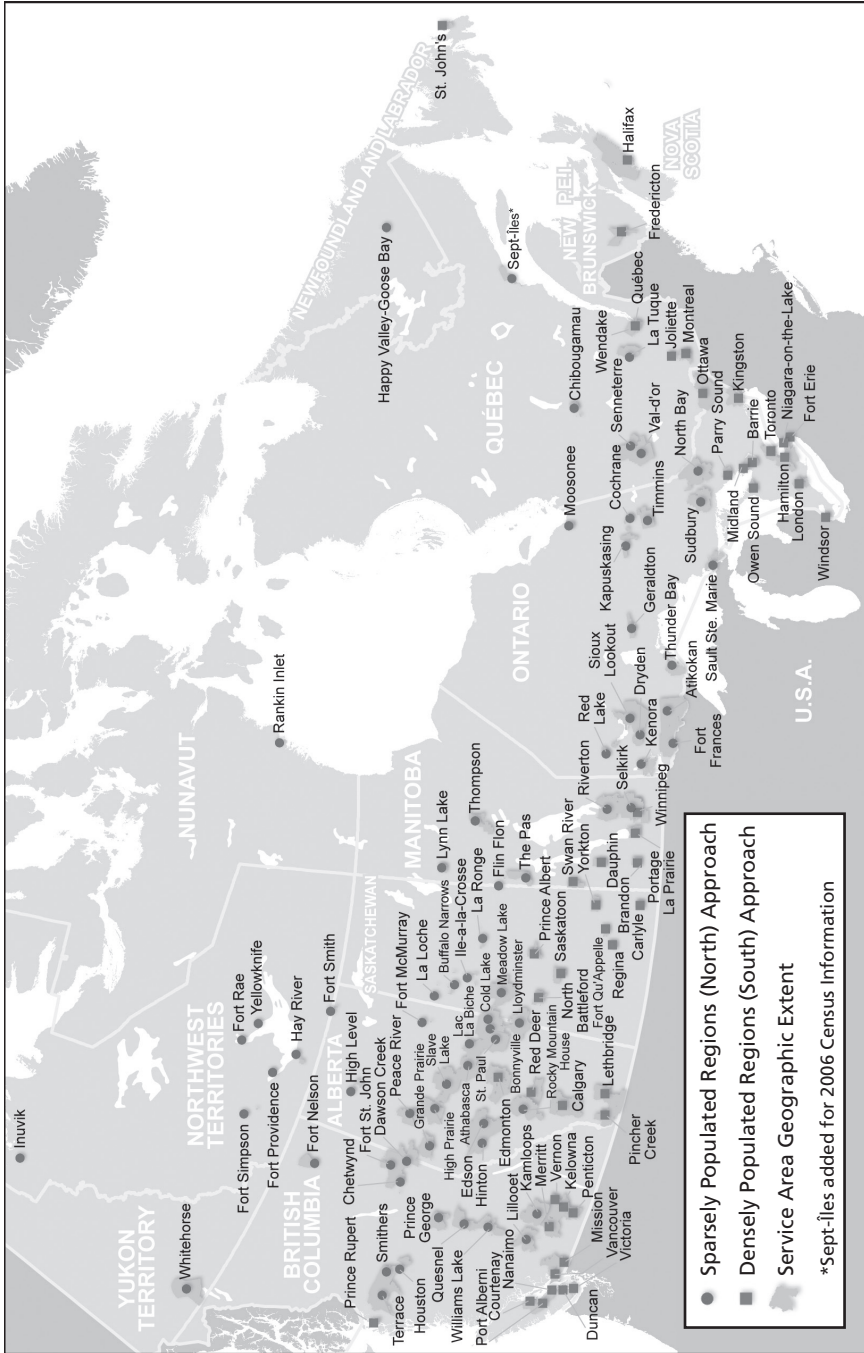 Inuvik
YUKON
TERRITORY
Whitehorse
NORTHWEST
TERRITORIES
Fort Simpson
Fort Rae
Yellowknife
Fort Providence
Hay River
Fort Smith
NUNAVUT
Rankin Inlet
BRITISH
COLUMBIA
Fort Nelson
ALBERTA
High Level
Fort St. John
Dawson Creek
Peace River
Chetwynd
Grande Prairie
Slave
Lake
High Prairie
Fort McMurray
SASKATCHEWAN
La Loche
Buffalo Narrows
Ile-a-la-Crosse
La Ronge
Lac
La Biche
Cold Lake
Meadow Lake
Lloydminster
St. Paul
Bonnyville
Athabasca
Edson
Hinton
Edmonton
Red Deer
Rocky Mountain
House
Calgary
Lethbridge
Pincher
Creek
Prince Rupert
Smithers
Terrace
Houston
Prince
George
Quesnel
Williams Lake
Lillooet
Kamloops
Merritt
Vernon
Kelowna
Penticton
Port Alberni
Courtenay
Nanaimo
Mission
Vancouver
Victoria
Duncan
MANITOBA
Lynn Lake
Thompson
Flin Flon
The Pas
Prince Albert
Saskatoon
North
Battleford
Fort Qu'Appelle
Regina
Carlyle
Swan River
Yorkton
Dauphin
Brandon
Portage
La Prairie
Winnipeg
Selkirk
Riverton
ONTARIO
Red
Lake
Sioux
Lookout
Dryden
Kenora
Fort
Frances
Atikokan
Thunder Bay
Geraldton
Kapuskasing
Cochrane
Timmins
Moosonee
Sault Ste. Marie
Sudbury
North Bay
Parry Sound
Midland
Owen Sound
Barrie
Toronto
Hamilton
London
Windsor
Niagara-on-the-Lake
Fort Erie
Kingston
Ottawa
QUÉBEC
Chibougamau
Senneterre
Val-d'or
Wendake
Québec
La Tuque
Joliette
Montreal
Sept-Îles*
NEWFOUNDLAND AND LABRADOR
Happy Valley-Goose Bay
St. John's
NEW
BRUNSWICK
P.E.I.
Fredericton
NOVA
SCOTIA
Halifax
U.S.A.
Sparsely Populated Regions (North) Approach
Densely Populated Regions (South) Approach
Service Area Geographic Extent
*Sept-Îles added for 2006 Census Information